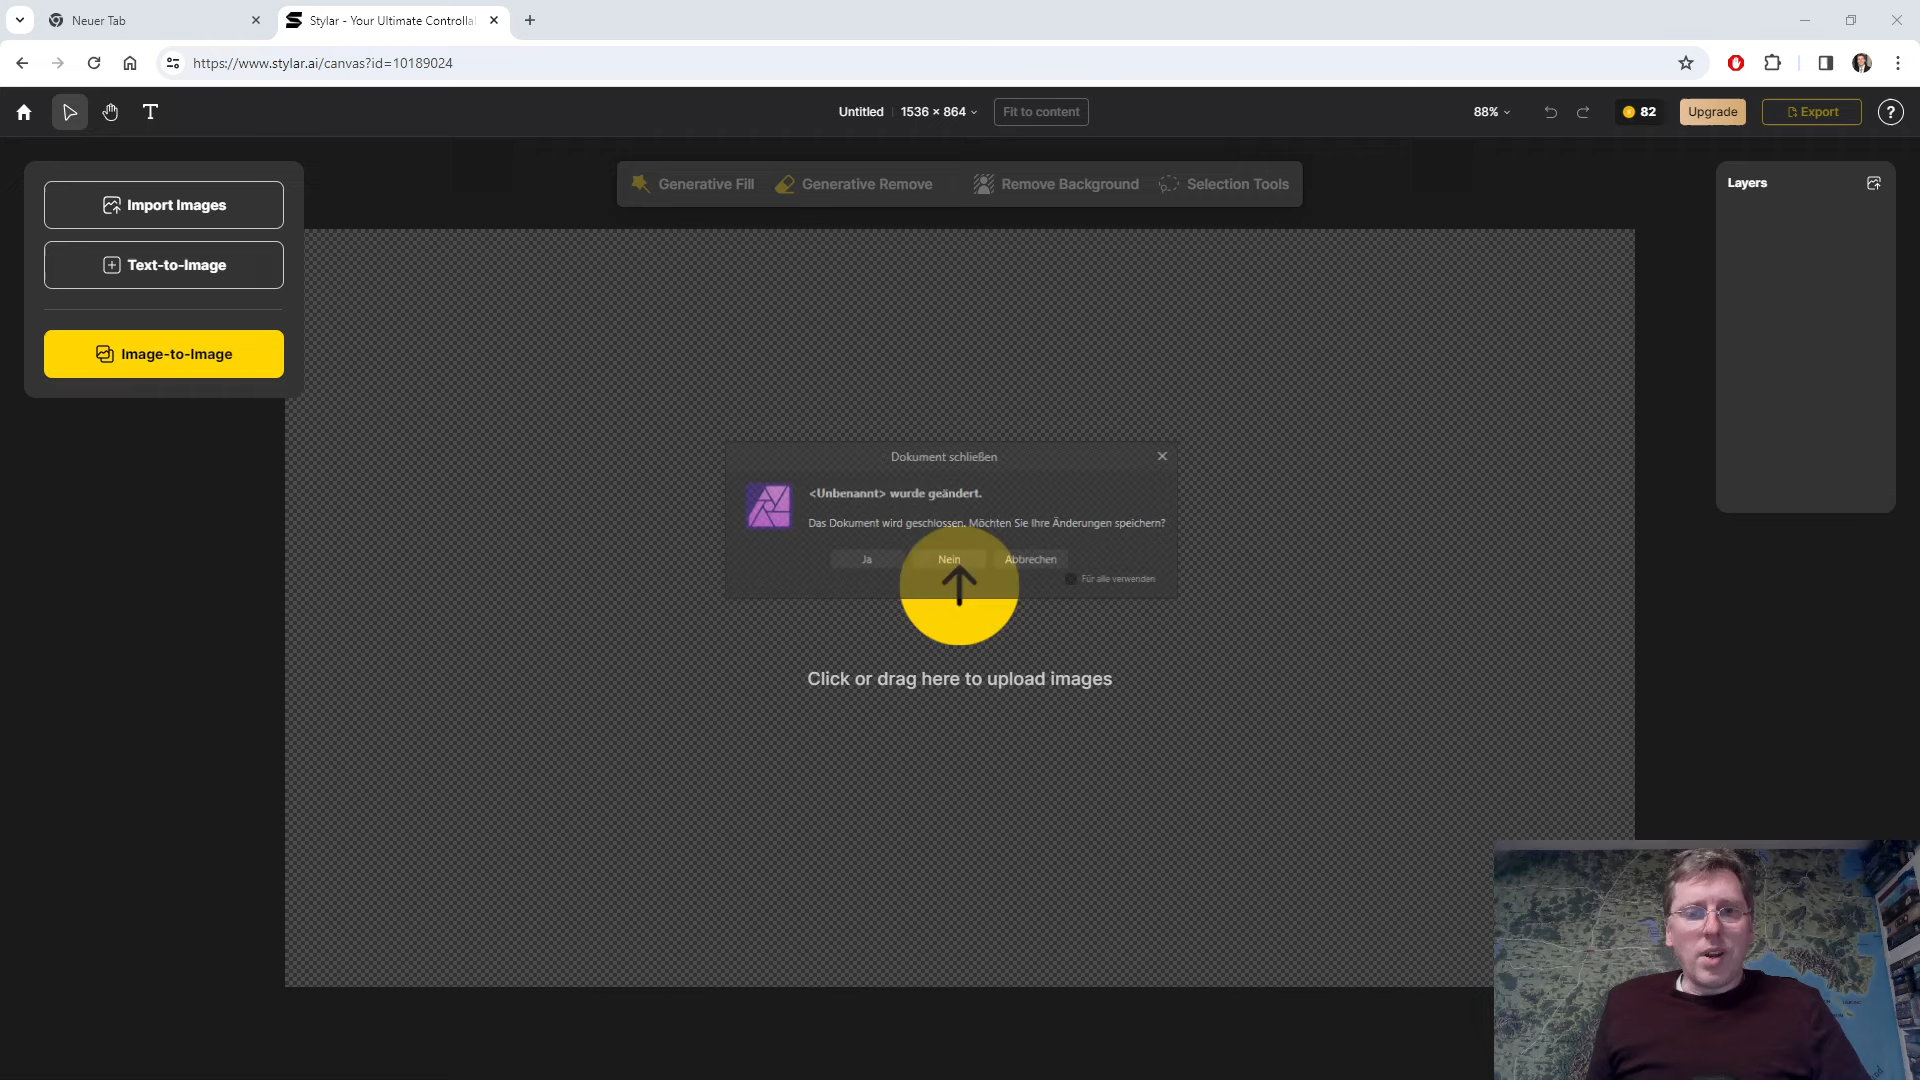 Neuer Tab
Stylar - Your Ultimate Controlla
https://www.stylar.ai/canvas?id=10189024
Untitled
1536 × 864
Fit to content
88%
82
Upgrade
Export
?
Import Images
Text-to-Image
Image-to-Image
Generative Fill
Generative Remove
Remove Background
Selection Tools
Layers
Dokument schließen
<Unbenannt> wurde geändert.
Das Dokument wird geschlossen. Möchten Sie Ihre Änderungen speichern?
Ja
Nein
Abbrechen
Für alle verwenden
Click or drag here to upload images